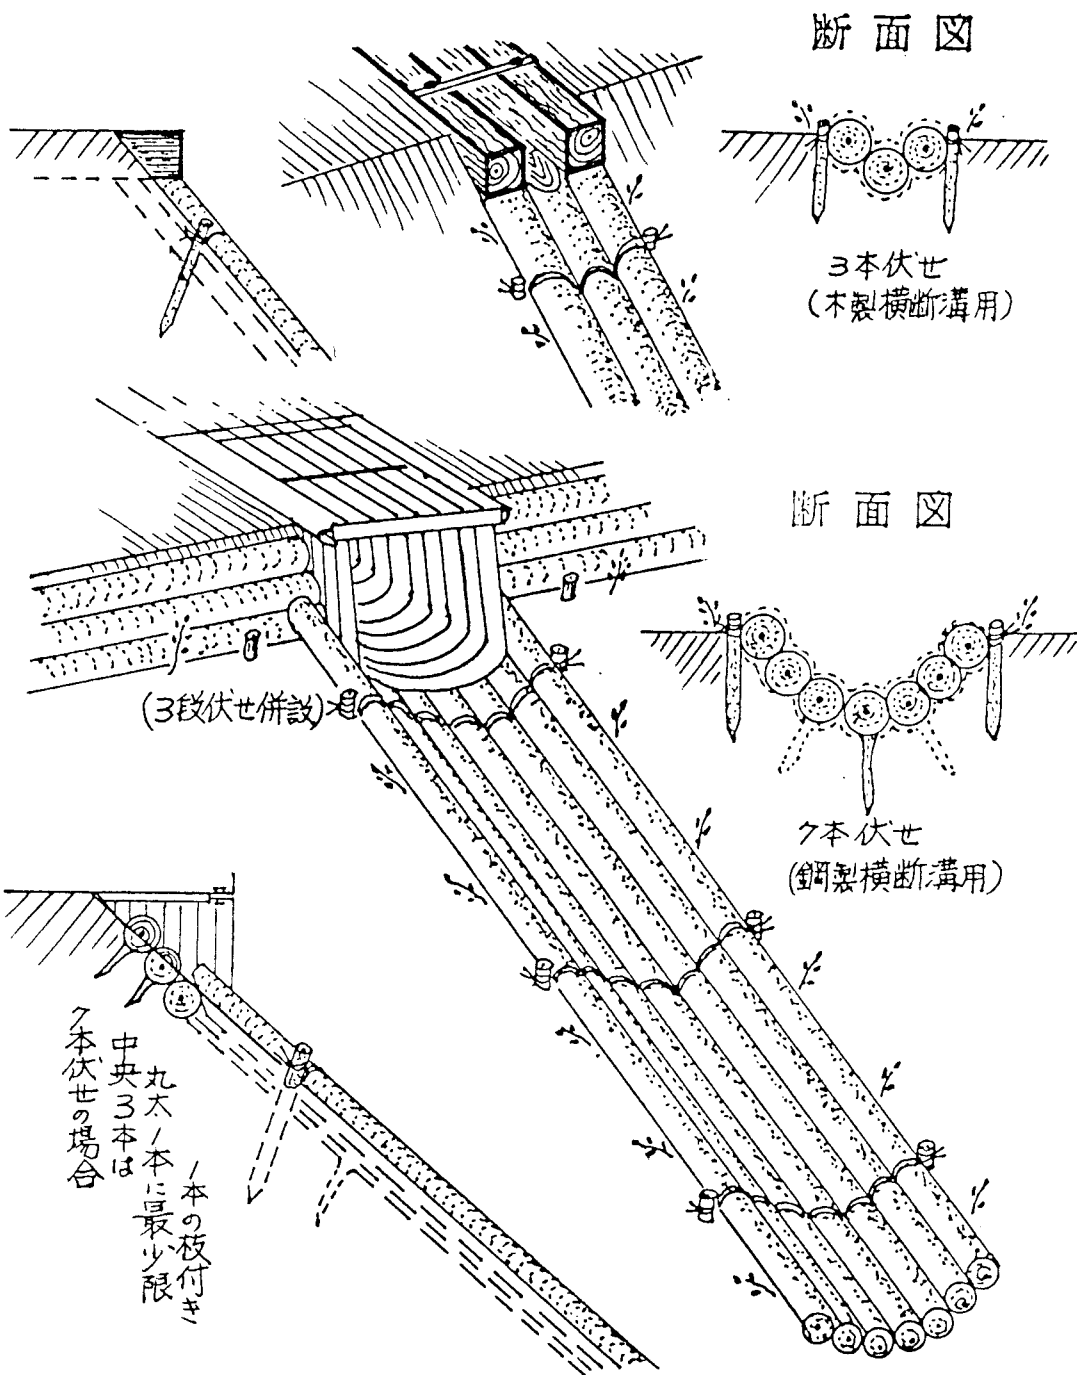 断面図
3本伏せ
(木製横断溝用)
断面図
(3段伏せ併設)
7本伏せ
(鋼製横断溝用)
7本伏せの場合
中央3本は
丸太1本に最少限
1本の枝付き